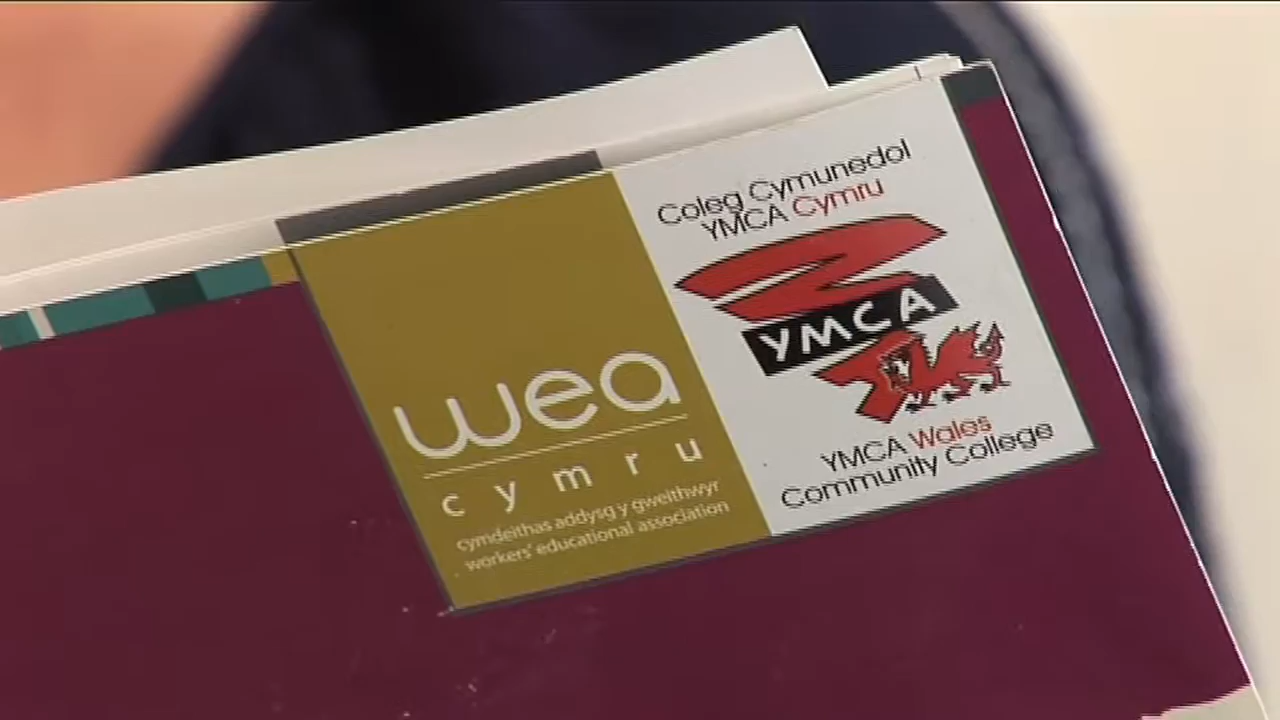 wea
cymru
cymdeithas addysg y gweithwyr
workers' educational association
Coleg Cymunedol
YMCA Cymru
YMCA
YMCA Wales
Community College